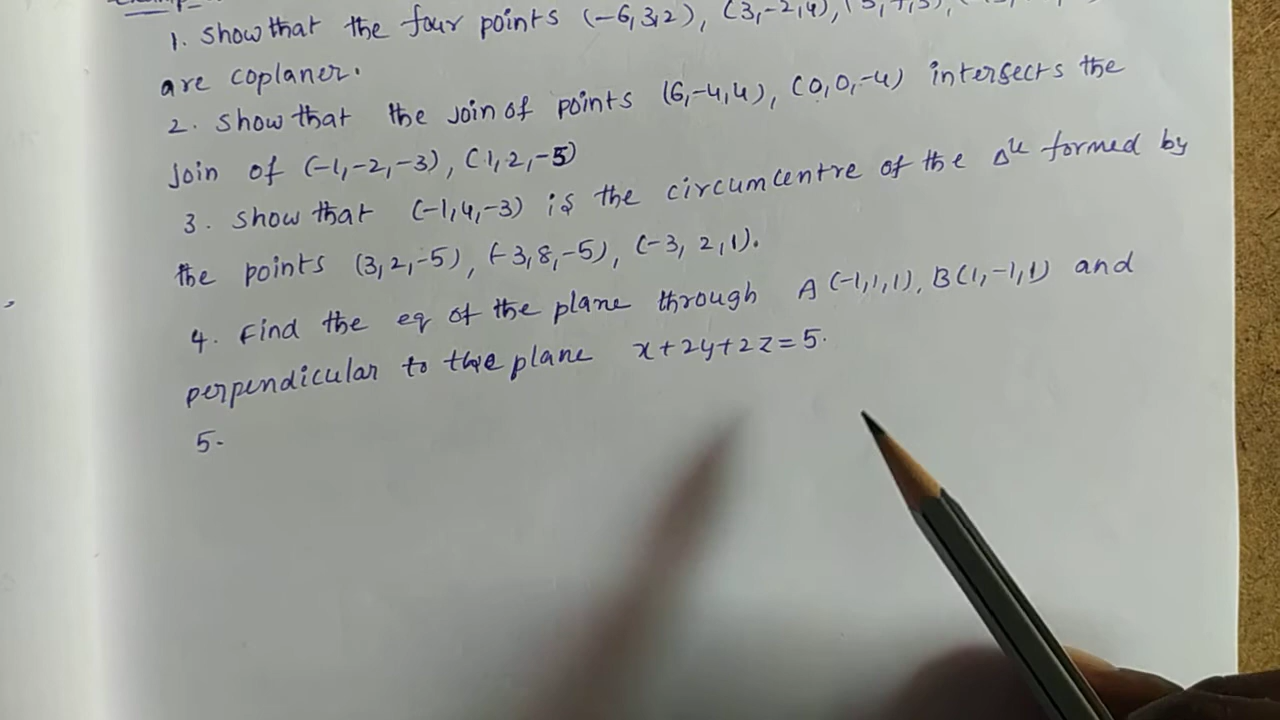 1. Show that the four points (-6,3,2), (3,-2,4),
are coplaner.
2. Show that the join of points (6,-4,4), (0,0,-4) intersects the
join of (-1,-2,-3), (1,2,-5)
3. Show that (-1,4,-3) is the circumcentre of the Δle formed by
the points (3,2,-5), (-3,8,-5), (-3, 2,1).
4. Find the eq of the plane through A (-1,1,1), B(1,-1,1) and
perpendicular to the plane x+2y+2z=5.
5.